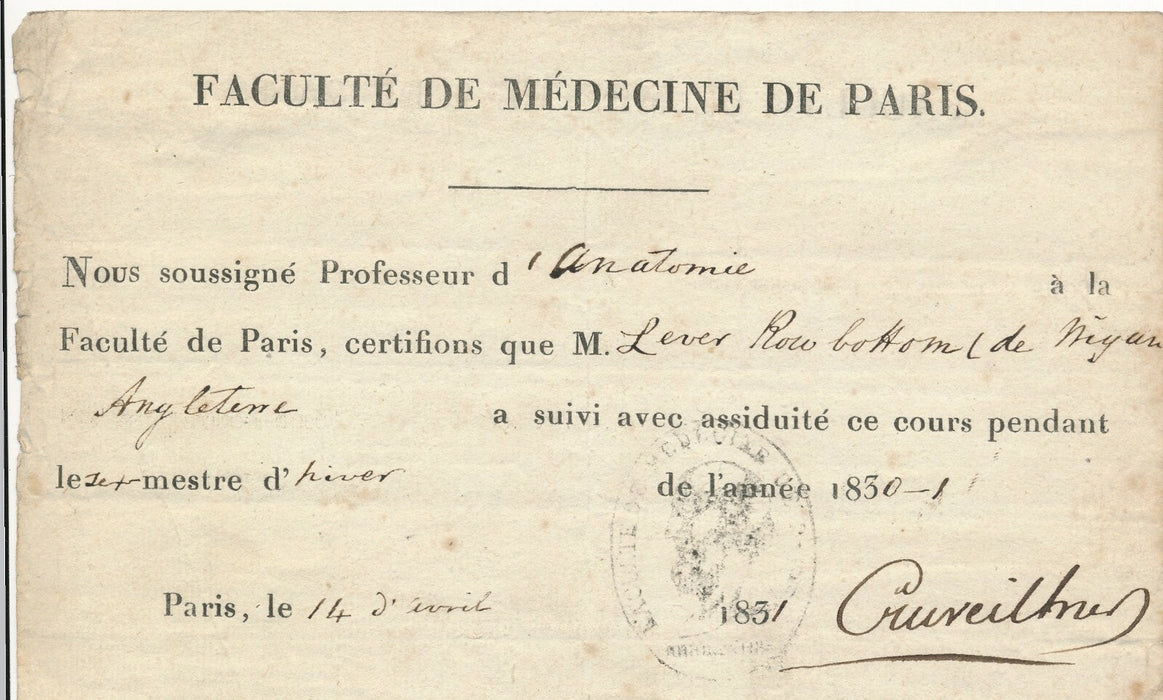 FACULTÉ DE MÉDECINE DE PARIS.
Nous soussigné Professeur d'Anatomie à la
Faculté de Paris, certifions que M. Lever Rowbottom (de Wigan
Angleterre a suivi avec assiduité ce cours pendant
le semestre d'hiver de l'année 1830-1
Paris, le 14 d'avril 1831 Cruveilhier